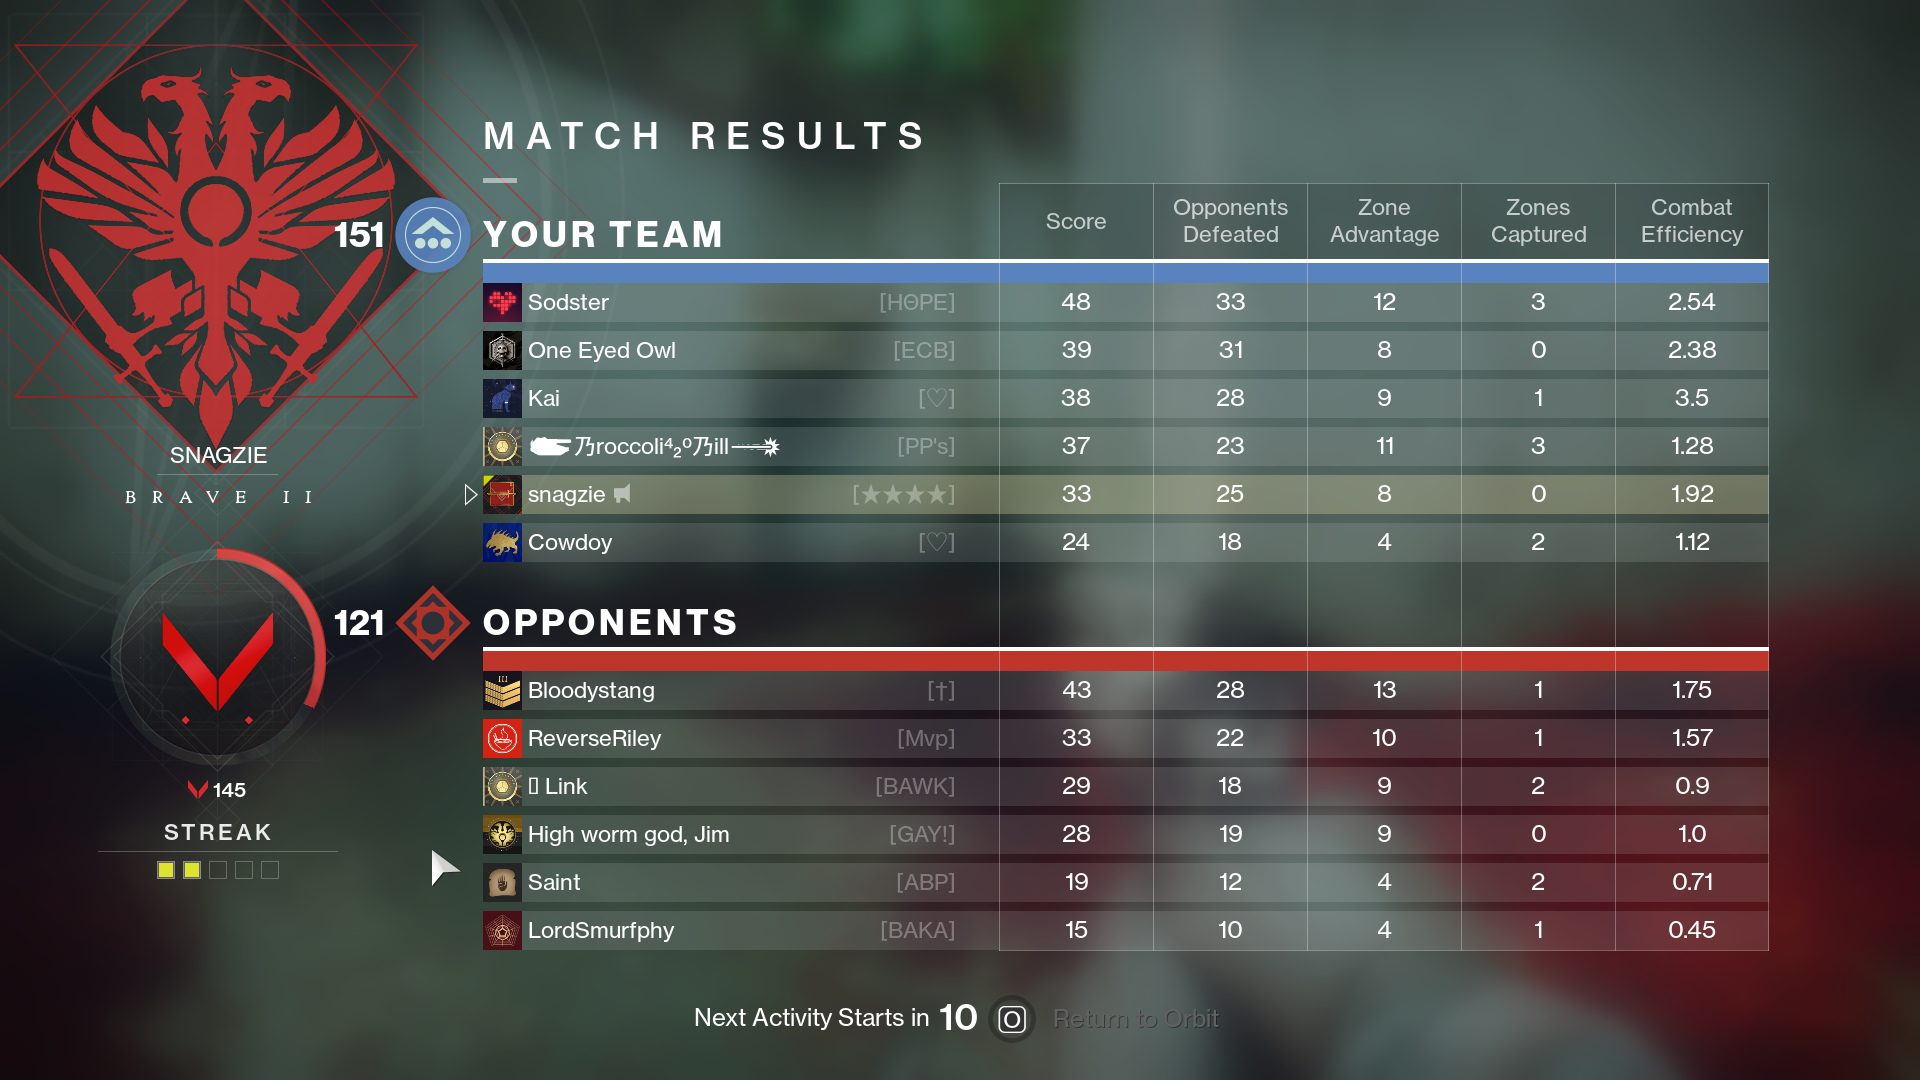 MATCH RESULTS
151 YOUR TEAM Score Opponents Defeated Zone Advantage Zones Captured Combat Efficiency
Sodster [HΘPE] 48 33 12 3 2.54
One Eyed Owl [ECB] 39 31 8 0 2.38
Kai [♡] 38 28 9 1 3.5
乃roccoli⁴₂⁰乃ill [PP's] 37 23 11 3 1.28
snagzie [★★★★] 33 25 8 0 1.92
Cowdoy [♡] 24 18 4 2 1.12
121 OPPONENTS
Bloodystang [†] 43 28 13 1 1.75
ReverseRiley [Mvp] 33 22 10 1 1.57
Link [BAWK] 29 18 9 2 0.9
High worm god, Jim [GAY!] 28 19 9 0 1.0
Saint [ABP] 19 12 4 2 0.71
LordSmurfphy [BAKA] 15 10 4 1 0.45
SNAGZIE
BRAVE II
145
STREAK
Next Activity Starts in 10 O Return to Orbit